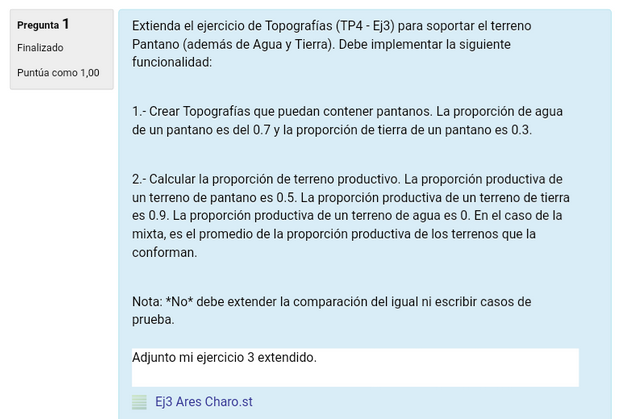 Pregunta 1
Finalizado
Puntúa como 1,00
Extienda el ejercicio de Topografías (TP4 - Ej3) para soportar el terreno
Pantano (además de Agua y Tierra). Debe implementar la siguiente
funcionalidad:
1.- Crear Topografías que puedan contener pantanos. La proporción de agua
de un pantano es del 0.7 y la proporción de tierra de un pantano es 0.3.
2.- Calcular la proporción de terreno productivo. La proporción productiva de
un terreno de pantano es 0.5. La proporción productiva de un terreno de tierra
es 0.9. La proporción productiva de un terreno de agua es 0. En el caso de la
mixta, es el promedio de la proporción productiva de los terrenos que la
conforman.
Nota: *No* debe extender la comparación del igual ni escribir casos de
prueba.
Adjunto mi ejercicio 3 extendido.
Ej3 Ares Charo.st